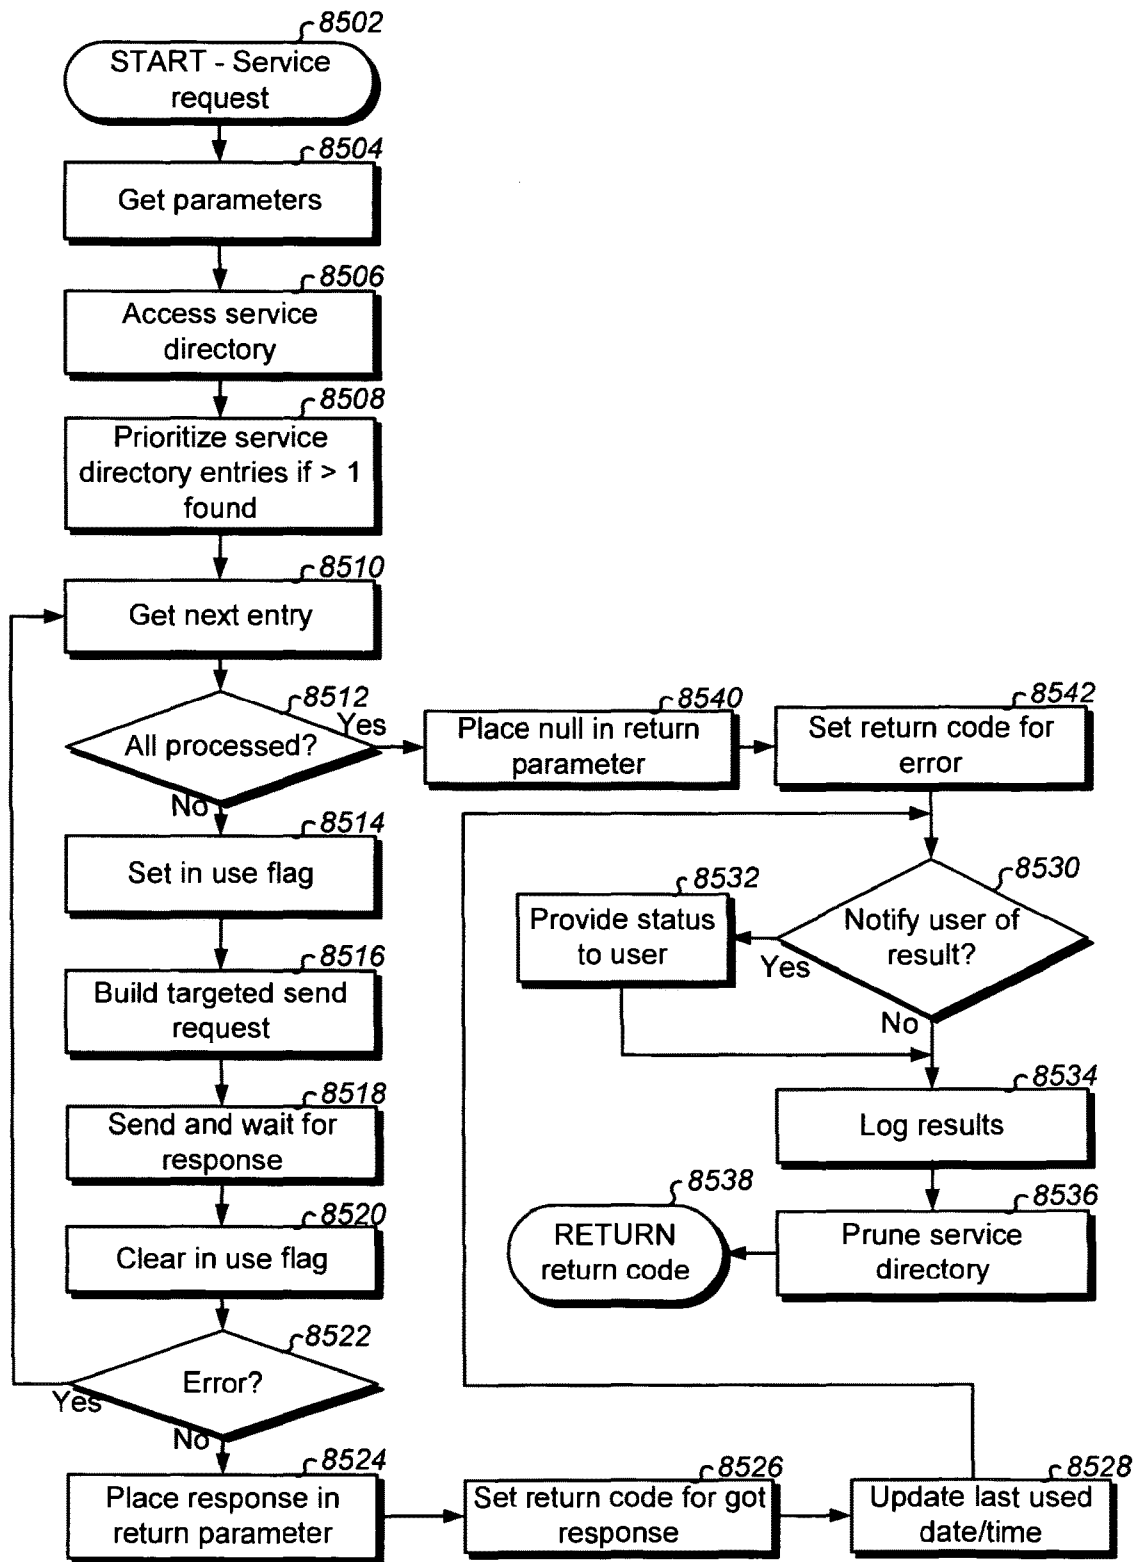 8502
START - Service
request
8504
Get parameters
8506
Access service
directory
8508
Prioritize service
directory entries if > 1
found
8510
Get next entry
8512
All processed?
Yes
No
8540
Place null in return
parameter
8542
Set return code for
error
8514
Set in use flag
8516
Build targeted send
request
8518
Send and wait for
response
8520
Clear in use flag
8522
Error?
Yes
No
8524
Place response in
return parameter
8526
Set return code for got
response
8528
Update last used
date/time
8530
Notify user of
result?
Yes
No
8532
Provide status
to user
8534
Log results
8536
Prune service
directory
8538
RETURN
return code